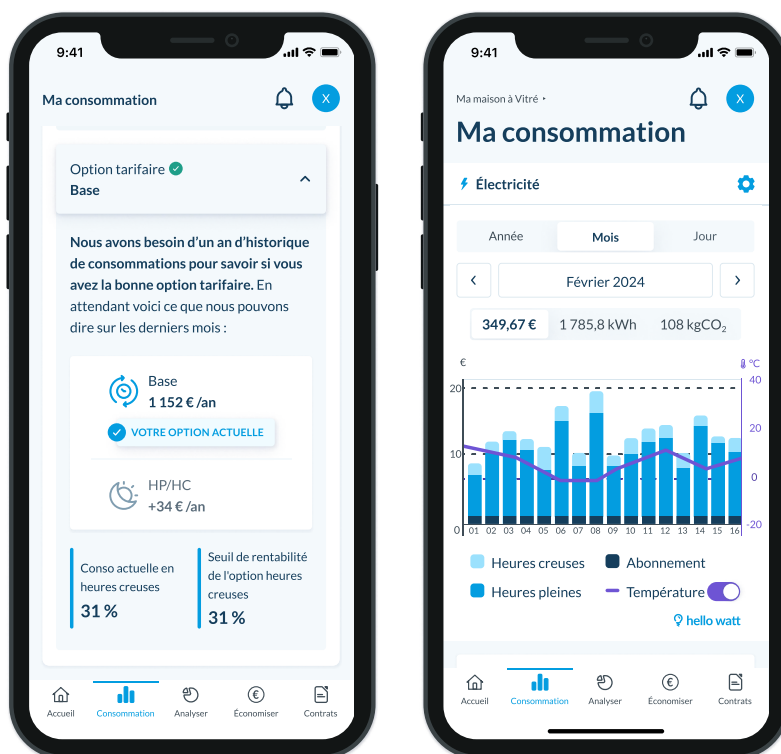 9:41
Ma consommation
X
Option tarifaire
Base
Nous avons besoin d'un an d'historique
de consommations pour savoir si vous
avez la bonne option tarifaire. En
attendant voici ce que nous pouvons
dire sur les derniers mois :
Base
1 152 € /an
VOTRE OPTION ACTUELLE
HP/HC
+34 € /an
Conso actuelle en
heures creuses
31 %
Seuil de rentabilité
de l'option heures
creuses
31 %
Accueil
Consommation
Analyser
€
Économiser
Contrats
9:41
Ma maison à Vitré
X
Ma consommation
Électricité
Année
Mois
Jour
Février 2024
349,67 €
1 785,8 kWh
108 kgCO₂
€
°C
20
10
0
40
20
0
-20
01 02 03 04 05 06 07 08 09 10 11 12 13 14 15 16
Heures creuses
Abonnement
Heures pleines
Température
hello watt
Accueil
Consommation
Analyser
€
Économiser
Contrats